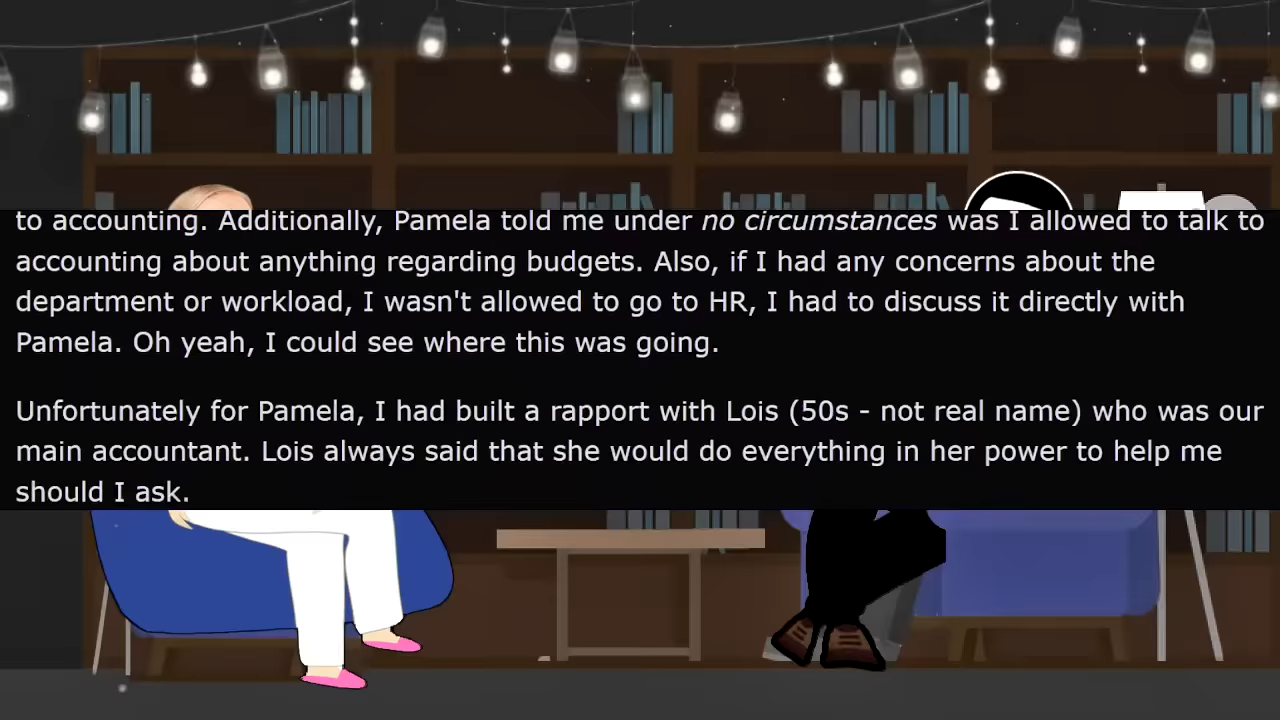 to accounting. Additionally, Pamela told me under no circumstances was I allowed to talk to
accounting about anything regarding budgets. Also, if I had any concerns about the
department or workload, I wasn't allowed to go to HR, I had to discuss it directly with
Pamela. Oh yeah, I could see where this was going.
Unfortunately for Pamela, I had built a rapport with Lois (50s - not real name) who was our
main accountant. Lois always said that she would do everything in her power to help me
should I ask.